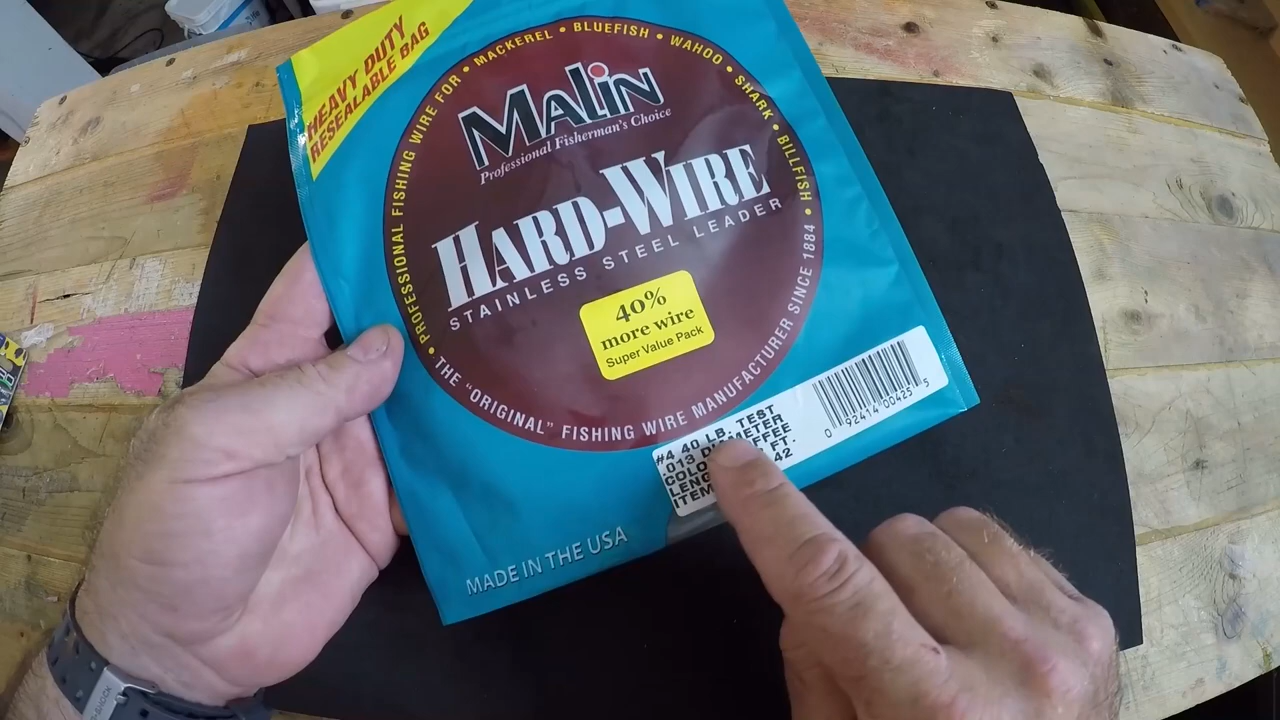 HEAVY DUTY
RESEALABLE BAG
• PROFESSIONAL FISHING WIRE FOR • MACKEREL • BLUEFISH • WAHOO • SHARK • BILLFISH •
MALIN
Professional Fisherman's Choice
HARD-WIRE
STAINLESS STEEL LEADER
40%
more wire
Super Value Pack
THE "ORIGINAL" FISHING WIRE MANUFACTURER SINCE 1884
#4 40 LB. TEST
.013
FT.
ITEM 42
0 92414 00425 5
MADE IN THE USA